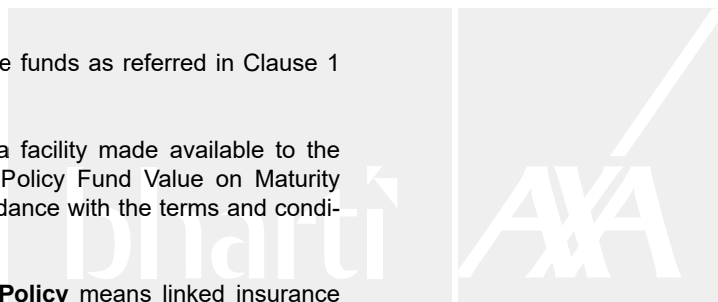 e funds as referred in Clause 1
a facility made available to the
Policy Fund Value on Maturity
dance with the terms and condi-
Policy means linked insurance
bharti
AXA